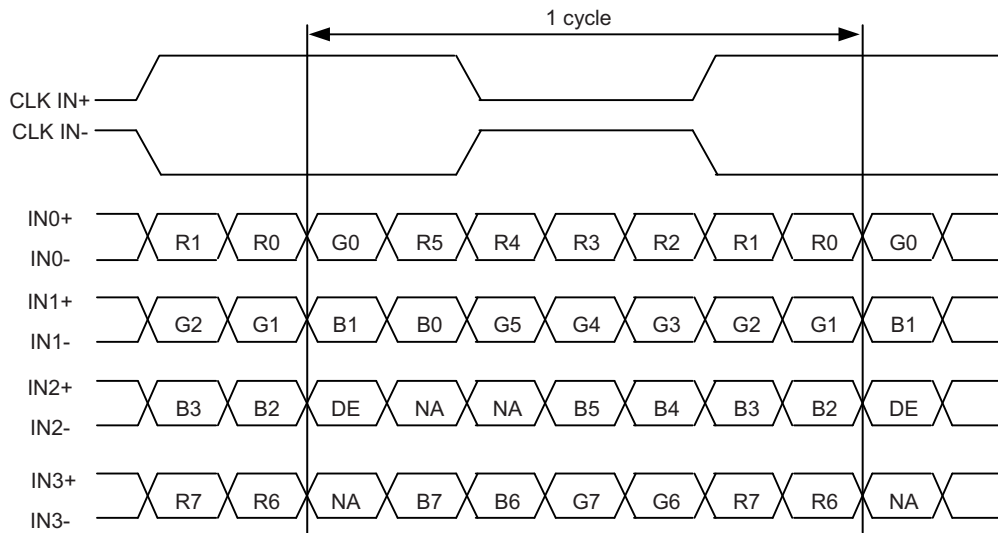 1 cycle
CLK IN+
CLK IN-
IN0+
R1 R0 G0 R5 R4 R3 R2 R1 R0 G0
IN0-
IN1+
G2 G1 B1 B0 G5 G4 G3 G2 G1 B1
IN1-
IN2+
B3 B2 DE NA NA B5 B4 B3 B2 DE
IN2-
IN3+
R7 R6 NA B7 B6 G7 G6 R7 R6 NA
IN3-